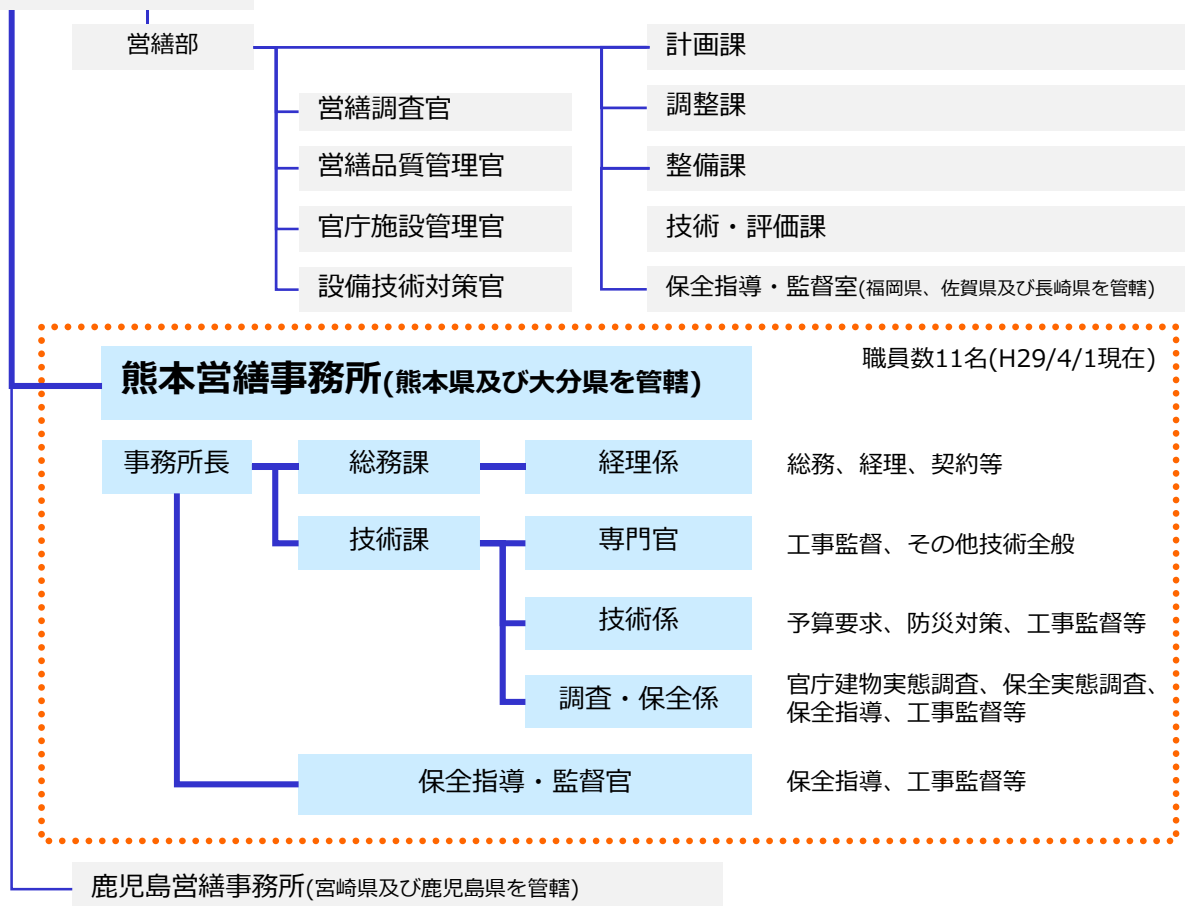 営繕部
計画課
営繕調査官
調整課
営繕品質管理官
整備課
官庁施設管理官
技術・評価課
設備技術対策官
保全指導・監督室(福岡県、佐賀県及び長崎県を管轄)
熊本営繕事務所(熊本県及び大分県を管轄)
職員数11名(H29/4/1現在)
事務所長
総務課
経理係
総務、経理、契約等
技術課
専門官
工事監督、その他技術全般
技術係
予算要求、防災対策、工事監督等
調査・保全係
官庁建物実態調査、保全実態調査、
保全指導、工事監督等
保全指導・監督官
保全指導、工事監督等
鹿児島営繕事務所(宮崎県及び鹿児島県を管轄)